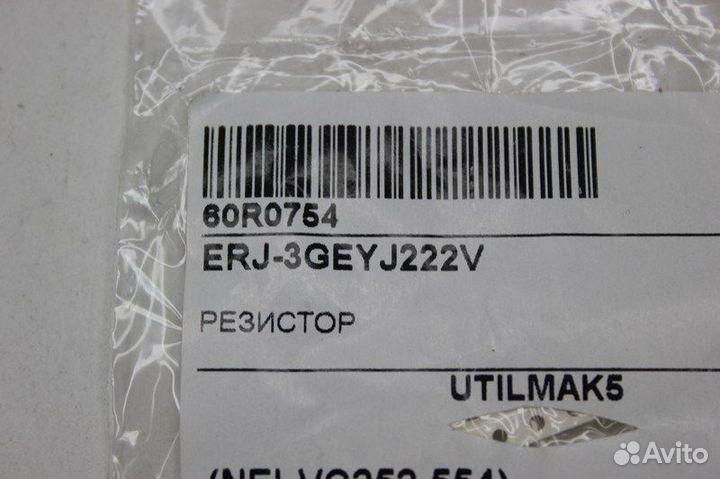 60R0754
ERJ-3GEYJ222V
РЕЗИСТОР
UTILMAK5
Avito